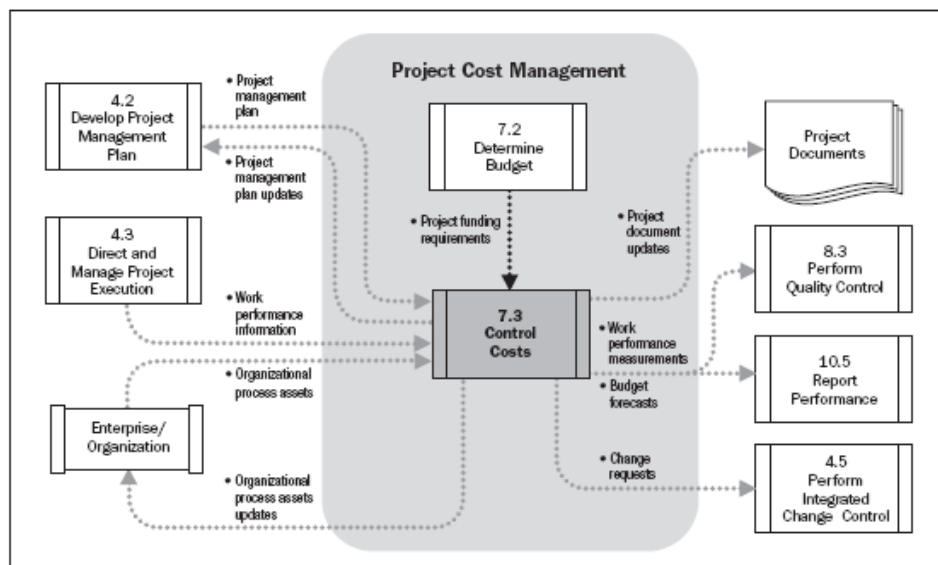 Project Cost Management
• Project
management
plan
4.2
Develop Project
Management
Plan
7.2
Determine
Budget
Project
Documents
• Project
management
plan updates
• Project funding
requirements
• Project
document
updates
4.3
Direct and
Manage Project
Execution
8.3
Perform
Quality Control
• Work
performance
information
7.3
Control
Costs
• Work
performance
measurements
• Organizational
process assets
• Budget
forecasts
10.5
Report
Performance
Enterprise/
Organization
• Organizational
process assets
updates
• Change
requests
4.5
Perform
Integrated
Change Control